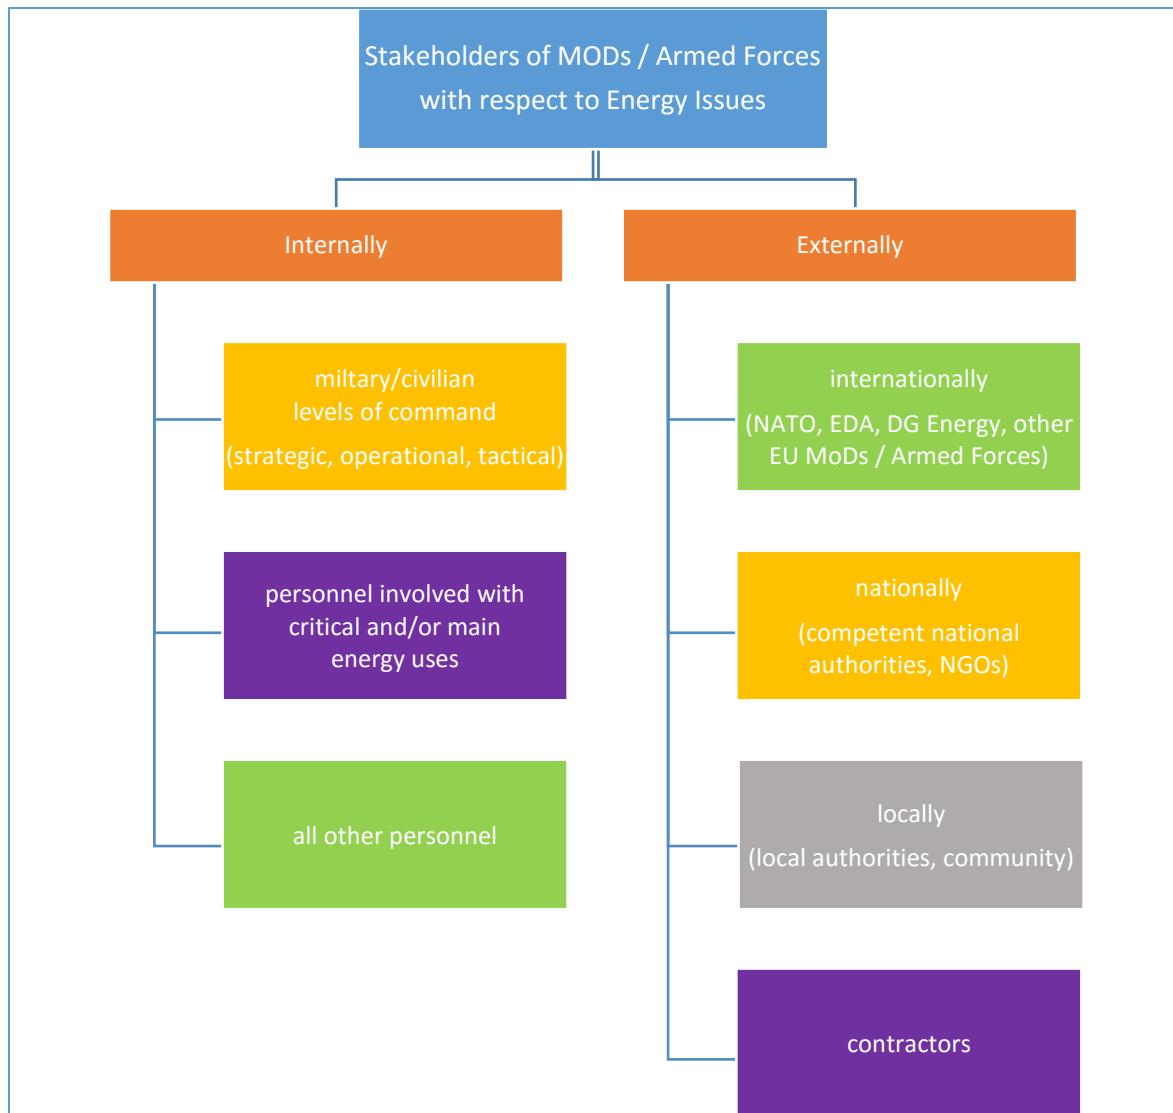 Stakeholders of MODs / Armed Forces
with respect to Energy Issues
Internally
Externally
miltary/civilian
levels of command
(strategic, operational, tactical)
personnel involved with
critical and/or main
energy uses
all other personnel
internationally
(NATO, EDA, DG Energy, other
EU MoDs / Armed Forces)
nationally
(competent national
authorities, NGOs)
locally
(local authorities, community)
contractors